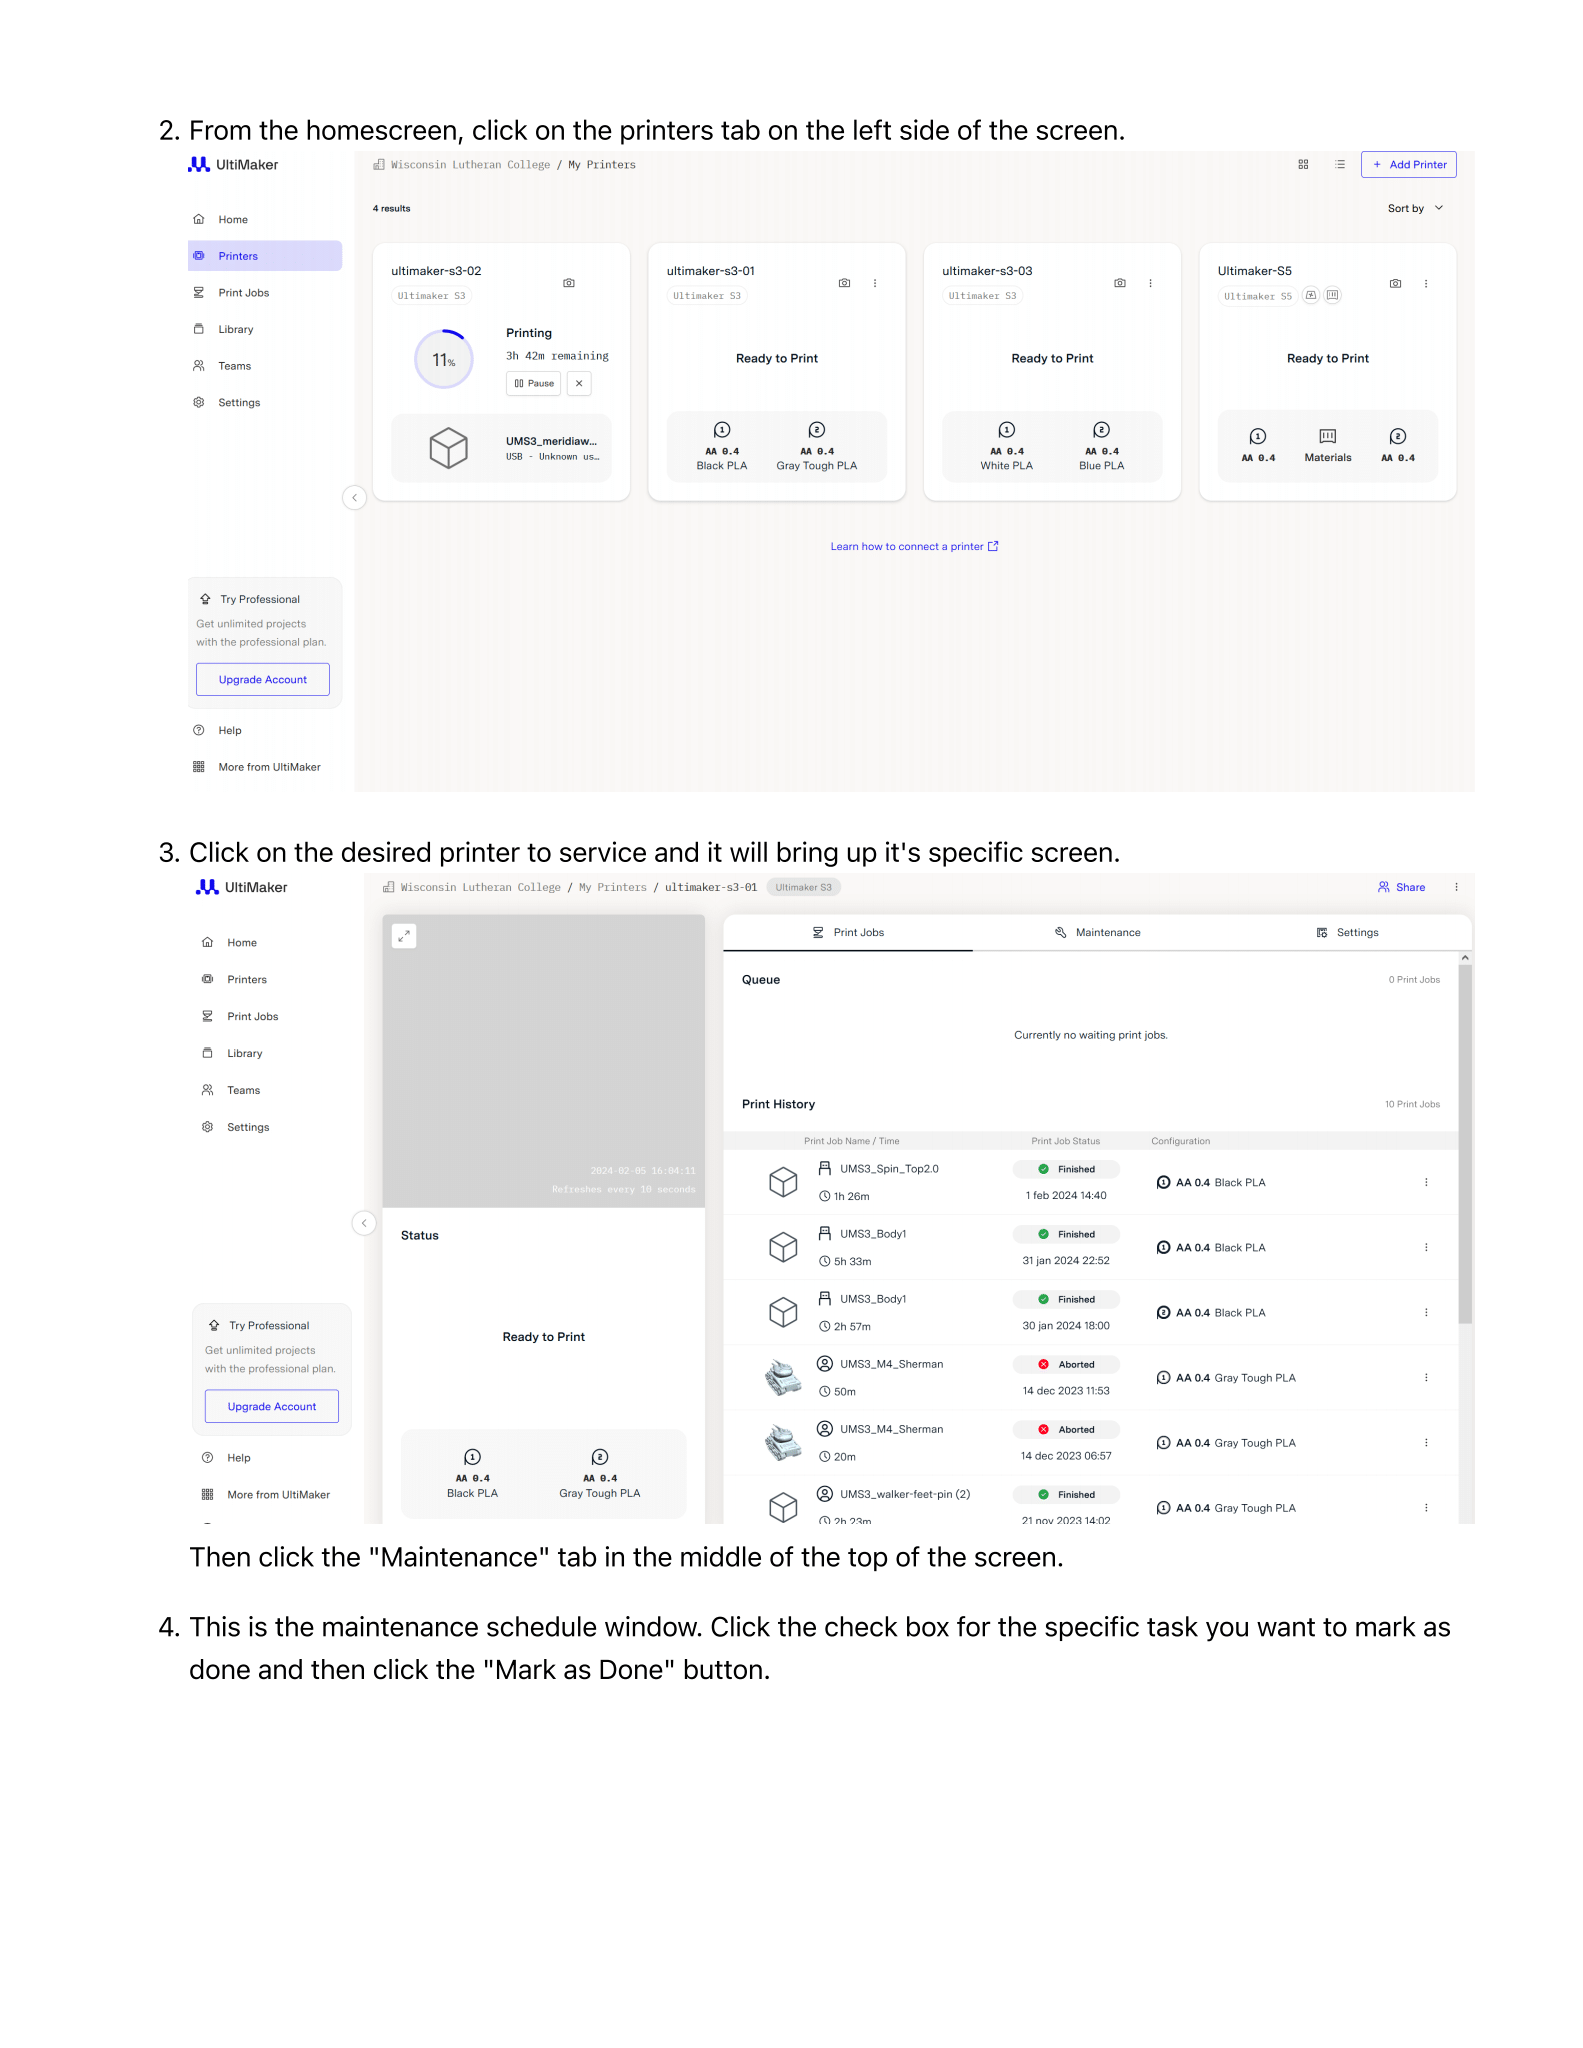 2. From the homescreen, click on the printers tab on the left side of the screen.
UltiMaker
Wisconsin Lutheran College / My Printers
+ Add Printer
4 results
Sort by
Home
Printers
Print Jobs
Library
Teams
Settings
ultimaker-s3-02
Ultimaker S3
11%
Printing
3h 42m remaining
Pause
UMS3_meridiaw...
USB - Unknown us…
ultimaker-s3-01
Ultimaker S3
Ready to Print
1 2
AA 0.4 AA 0.4
Black PLA Gray Tough PLA
ultimaker-s3-03
Ultimaker S3
Ready to Print
1 2
AA 0.4 AA 0.4
White PLA Blue PLA
Ultimaker-S5
Ultimaker S5
Ready to Print
1 2
AA 0.4 Materials AA 0.4
Learn how to connect a printer
Try Professional
Get unlimited projects
with the professional plan.
Upgrade Account
Help
More from UltiMaker
3. Click on the desired printer to service and it will bring up it's specific screen.
UltiMaker
Wisconsin Lutheran College / My Printers / ultimaker-s3-01 Ultimaker S3
Share
Home
Printers
Print Jobs
Library
Teams
Settings
Try Professional
Get unlimited projects
with the professional plan.
Upgrade Account
Help
More from UltiMaker
2024-02-05 16:04:11
Refreshes every 10 seconds
Status
Ready to Print
1 2
AA 0.4 AA 0.4
Black PLA Gray Tough PLA
Print Jobs Maintenance Settings
Queue 0 Print Jobs
Currently no waiting print jobs.
Print History 10 Print Jobs
Print Job Name / Time Print Job Status Configuration
UMS3_Spin_Top2.0 Finished
1h 26m 1 feb 2024 14:40
1 AA 0.4 Black PLA
UMS3_Body1 Finished
5h 33m 31 jan 2024 22:52
1 AA 0.4 Black PLA
UMS3_Body1 Finished
2h 57m 30 jan 2024 18:00
2 AA 0.4 Black PLA
UMS3_M4_Sherman Aborted
50m 14 dec 2023 11:53
1 AA 0.4 Gray Tough PLA
UMS3_M4_Sherman Aborted
20m 14 dec 2023 06:57
1 AA 0.4 Gray Tough PLA
UMS3_walker-feet-pin (2) Finished
2h 23m 21 nov 2023 14:02
1 AA 0.4 Gray Tough PLA
Then click the "Maintenance" tab in the middle of the top of the screen.
4. This is the maintenance schedule window. Click the check box for the specific task you want to mark as
done and then click the "Mark as Done" button.